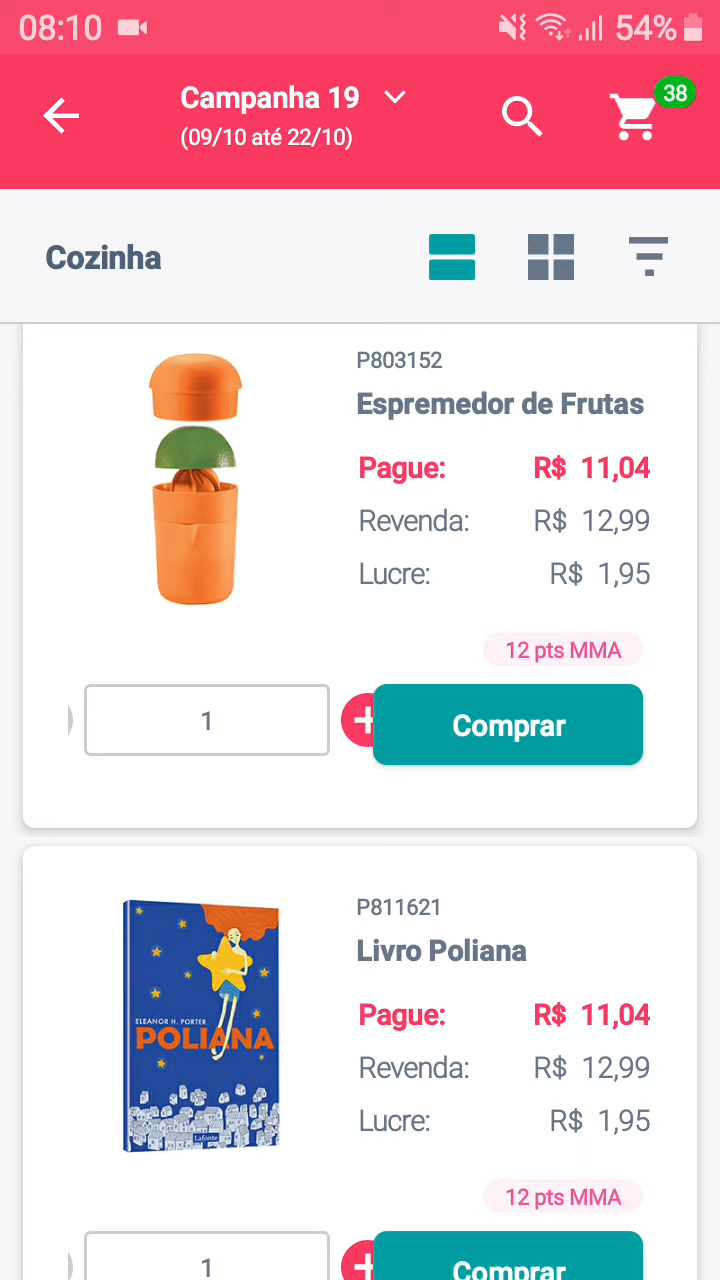 08:10
54%
Campanha 19
(09/10 até 22/10)
38
Cozinha
P803152
Espremedor de Frutas
Pague: R$ 11,04
Revenda: R$ 12,99
Lucre: R$ 1,95
12 pts MMA
1
Comprar
P811621
Livro Poliana
Pague: R$ 11,04
Revenda: R$ 12,99
Lucre: R$ 1,95
ELEANOR H. PORTER
POLIANA
Lafonte
12 pts MMA
1
Comprar